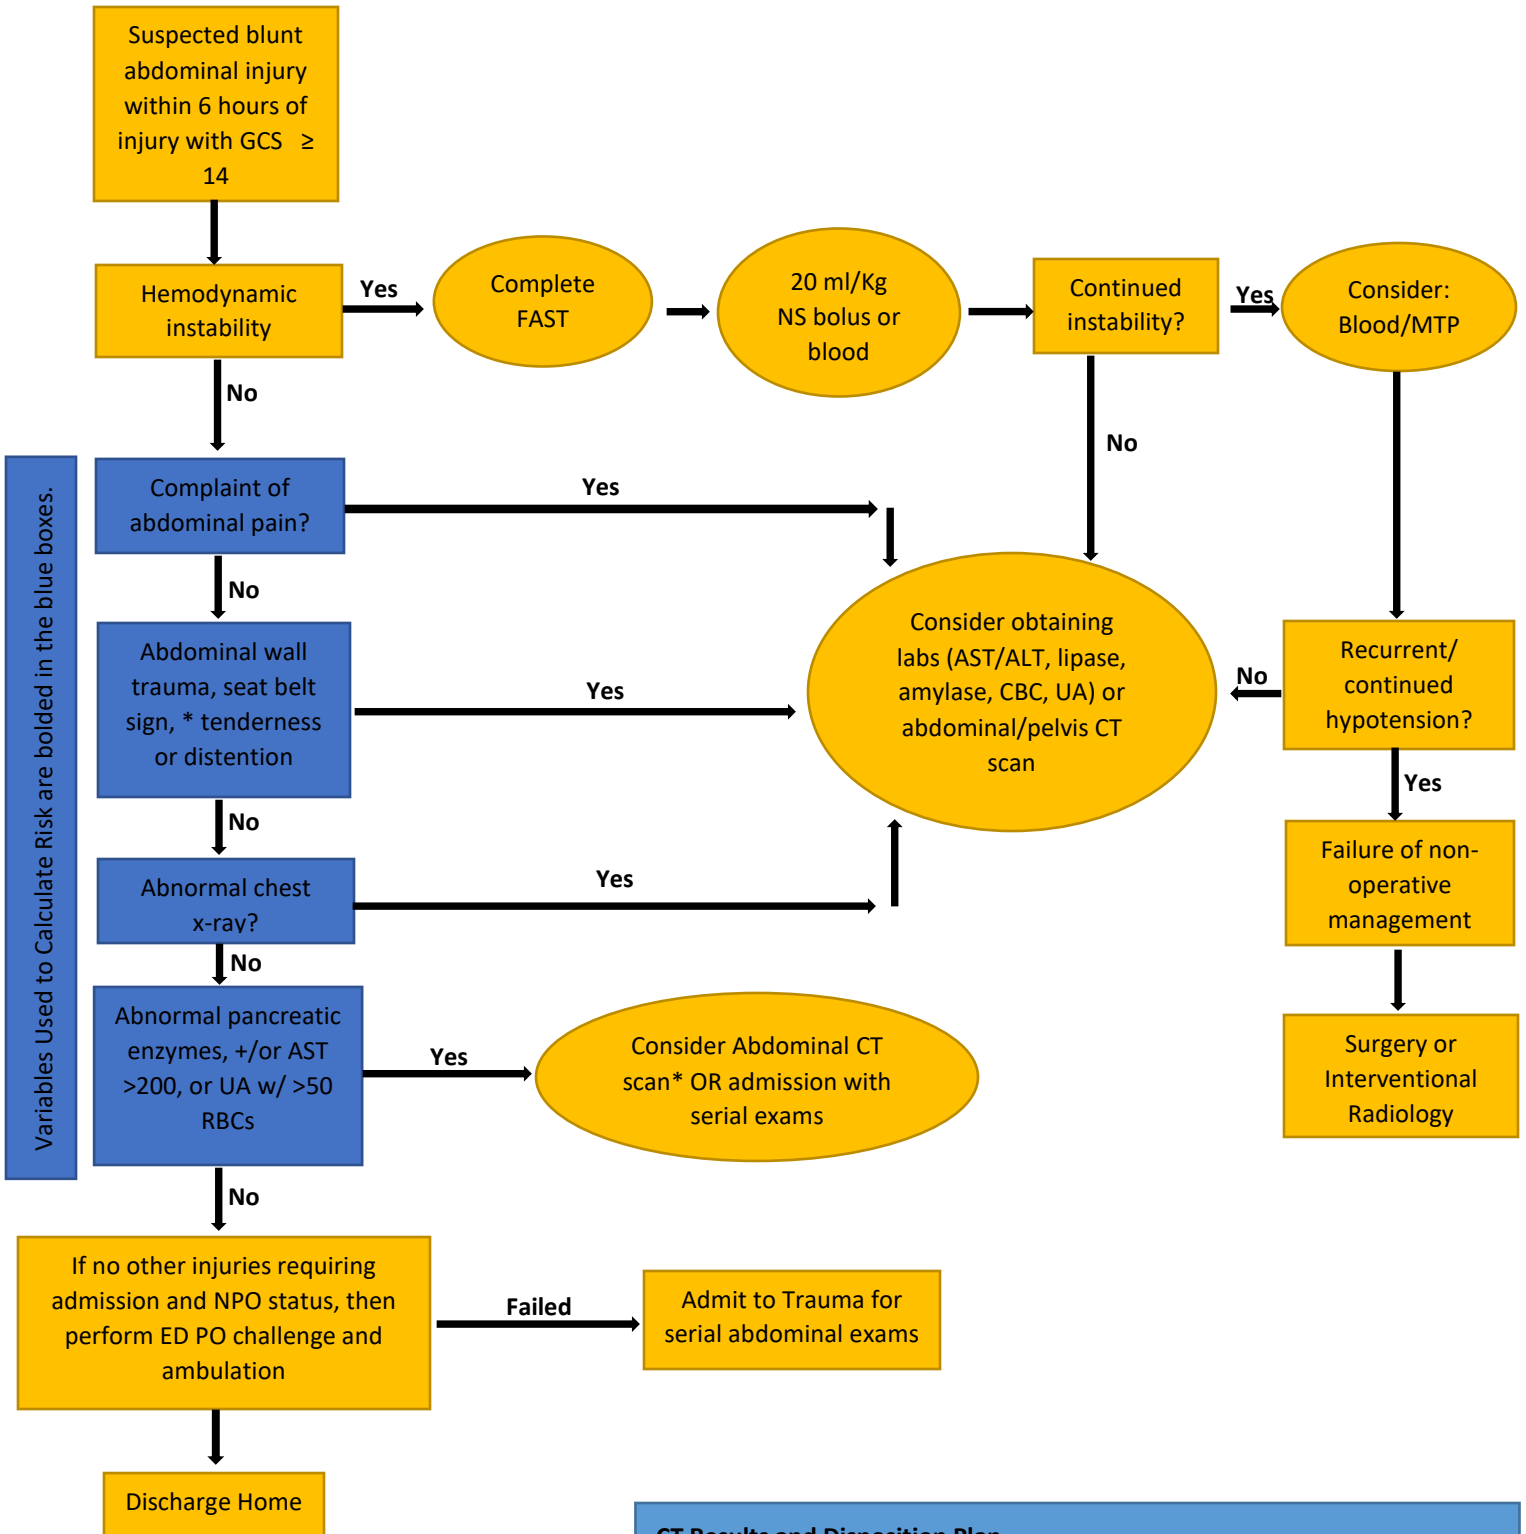 Suspected blunt
abdominal injury
within 6 hours of
injury with GCS ≥
14
Hemodynamic
instability
Yes
Complete
FAST
20 ml/Kg
NS bolus or
blood
Continued
instability?
Yes
Consider:
Blood/MTP
No
No
Variables Used to Calculate Risk are bolded in the blue boxes.
Complaint of
abdominal pain?
Yes
No
Abdominal wall
trauma, seat belt
sign, * tenderness
or distention
Yes
Consider obtaining
labs (AST/ALT, lipase,
amylase, CBC, UA) or
abdominal/pelvis CT
scan
No
Recurrent/
continued
hypotension?
Yes
No
Abnormal chest
x-ray?
Yes
Failure of non-
operative
management
No
Abnormal pancreatic
enzymes, +/or AST
>200, or UA w/ >50
RBCs
Yes
Consider Abdominal CT
scan* OR admission with
serial exams
Surgery or
Interventional
Radiology
No
If no other injuries requiring
admission and NPO status, then
perform ED PO challenge and
ambulation
Failed
Admit to Trauma for
serial abdominal exams
Discharge Home
CT Results and Disposition Plan